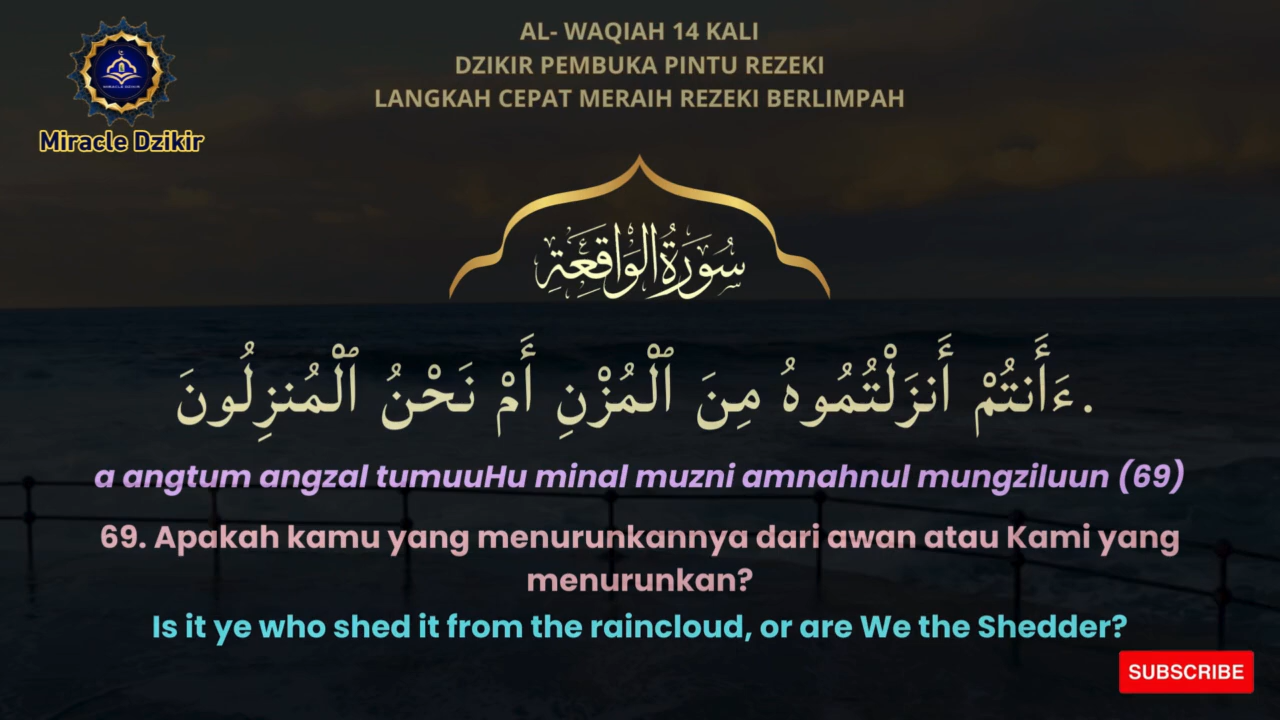 AL- WAQIAH 14 KALI
DZIKIR PEMBUKA PINTU REZEKI
LANGKAH CEPAT MERAIH REZEKI BERLIMPAH
MIRACLE DZIKIR
Miracle Dzikir
سُورَةُ الْوَاقِعَةِ
ءَأَنتُمْ أَنزَلْتُمُوهُ مِنَ ٱلْمُزْنِ أَمْ نَحْنُ ٱلْمُنزِلُونَ.
a angtum angzal tumuuHu minal muzni amnahnul mungziluun (69)
69. Apakah kamu yang menurunkannya dari awan atau Kami yang
menurunkan?
Is it ye who shed it from the raincloud, or are We the Shedder?
SUBSCRIBE